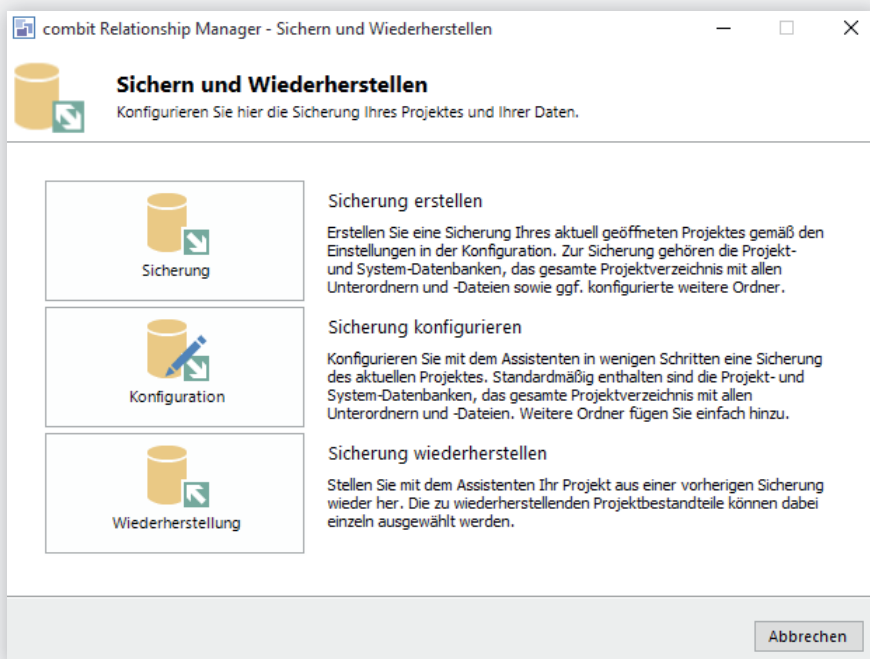 combit Relationship Manager - Sichern und Wiederherstellen
Sichern und Wiederherstellen
Konfigurieren Sie hier die Sicherung Ihres Projektes und Ihrer Daten.
Sicherung
Sicherung erstellen
Erstellen Sie eine Sicherung Ihres aktuell geöffneten Projektes gemäß den
Einstellungen in der Konfiguration. Zur Sicherung gehören die Projekt-
und System-Datenbanken, das gesamte Projektverzeichnis mit allen
Unterordnern und -Dateien sowie ggf. konfigurierte weitere Ordner.
Konfiguration
Sicherung konfigurieren
Konfigurieren Sie mit dem Assistenten in wenigen Schritten eine Sicherung
des aktuellen Projektes. Standardmäßig enthalten sind die Projekt- und
System-Datenbanken, das gesamte Projektverzeichnis mit allen
Unterordnern und -Dateien. Weitere Ordner fügen Sie einfach hinzu.
Wiederherstellung
Sicherung wiederherstellen
Stellen Sie mit dem Assistenten Ihr Projekt aus einer vorherigen Sicherung
wieder her. Die zu wiederherstellenden Projektbestandteile können dabei
einzeln ausgewählt werden.
Abbrechen